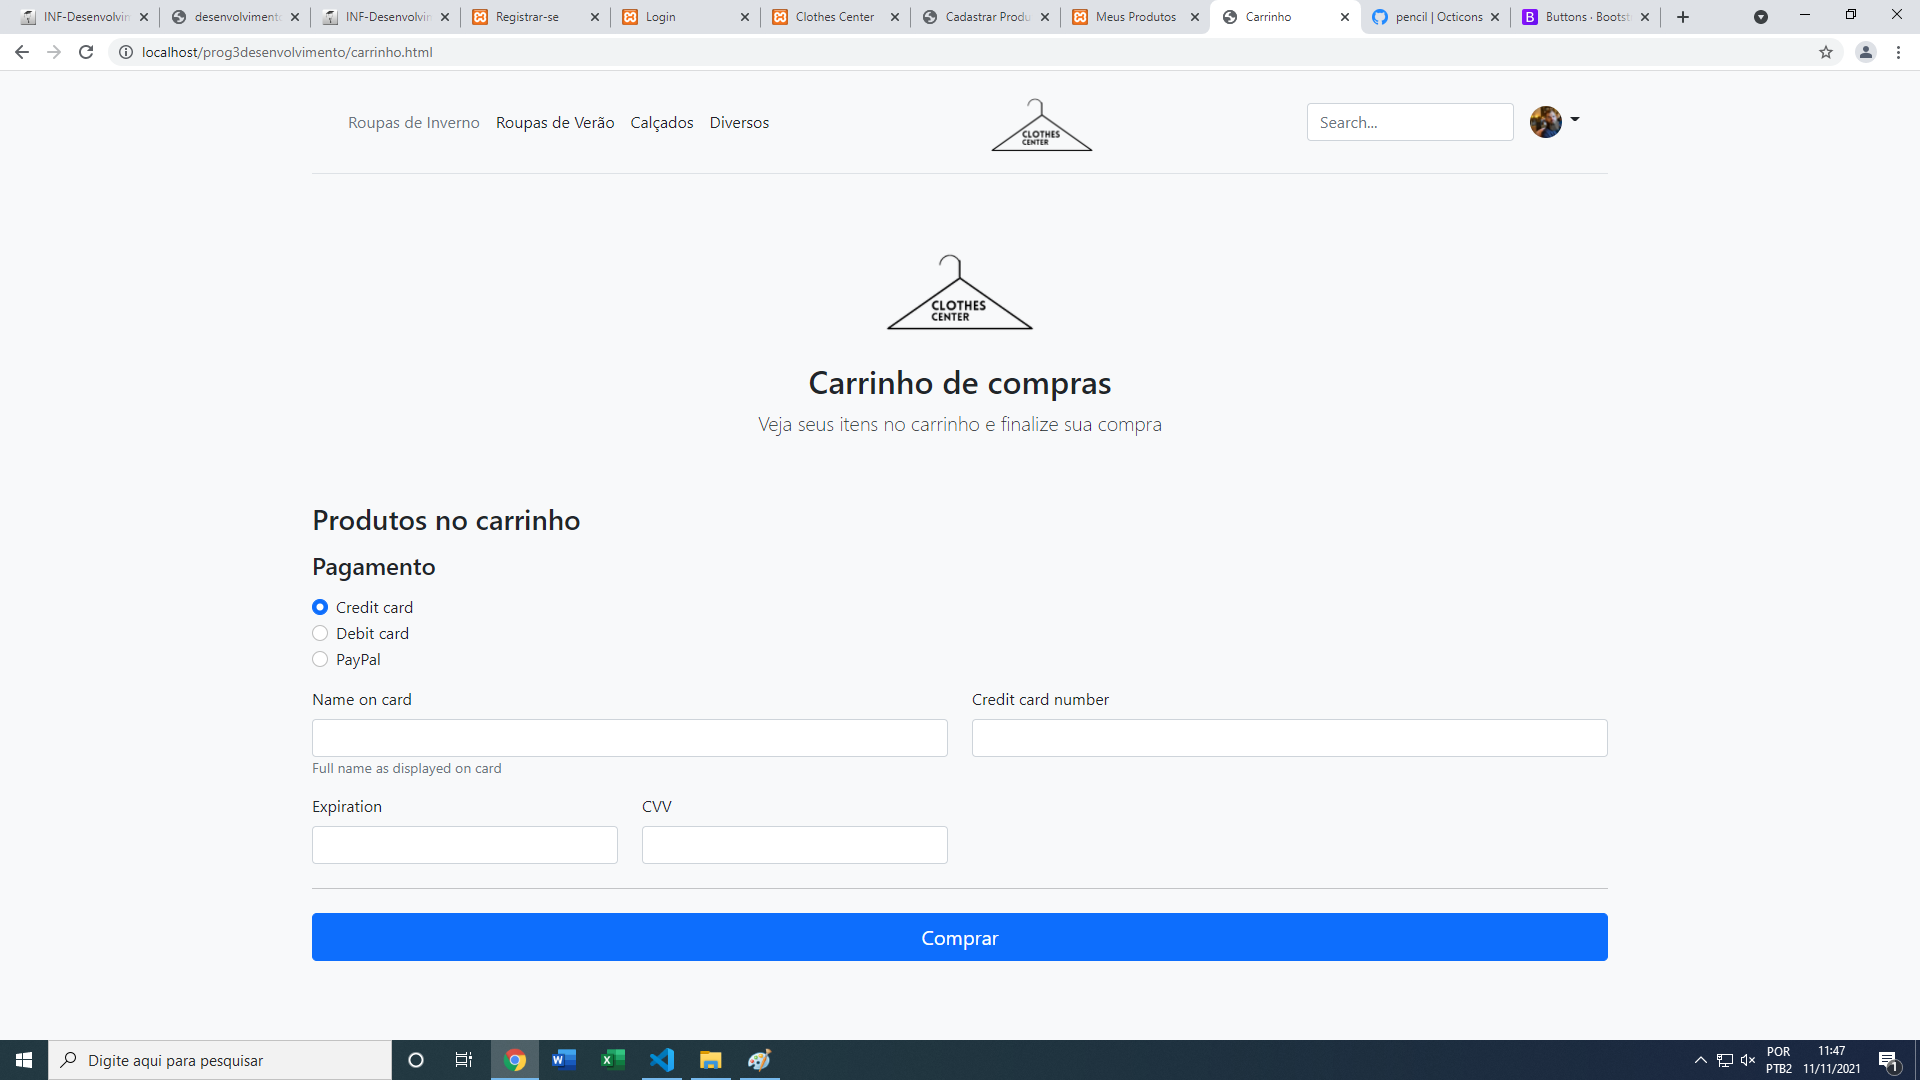 INF-Desenvolvim
desenvolvimento
INF-Desenvolvim
Registrar-se
Login
Clothes Center
Cadastrar Produ
Meus Produtos
Carrinho
pencil | Octicons
Buttons · Bootst
localhost/prog3desenvolvimento/carrinho.html
Roupas de Inverno
Roupas de Verão
Calçados
Diversos
CLOTHES
CENTER
Search...
CLOTHES
CENTER
Carrinho de compras
Veja seus itens no carrinho e finalize sua compra
Produtos no carrinho
Pagamento
Credit card
Debit card
PayPal
Name on card
Credit card number
Full name as displayed on card
Expiration
CVV
Comprar
Digite aqui para pesquisar
POR
PTB2
11:47
11/11/2021
1